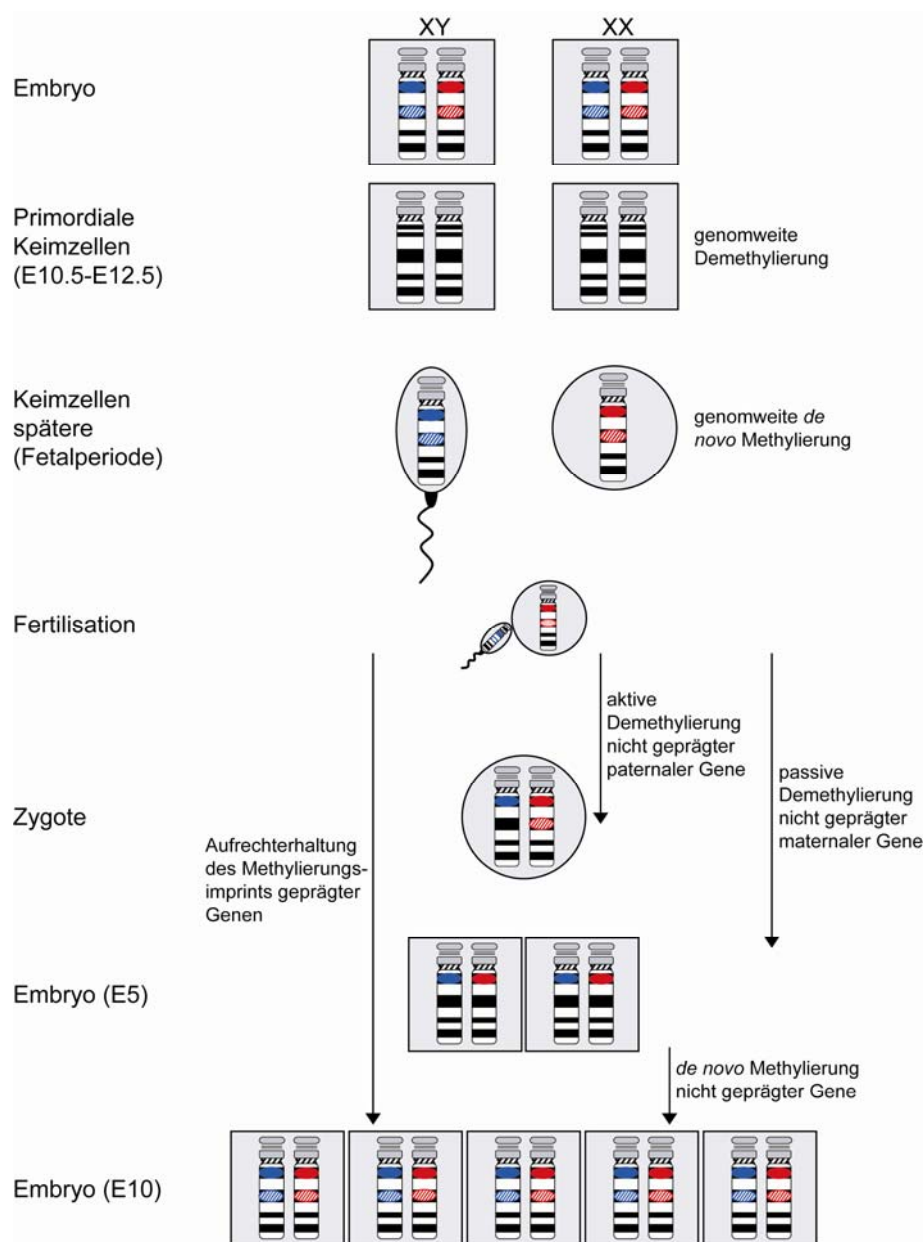 XY
XX
Embryo
Primordiale
Keimzellen
(E10.5-E12.5)
genomweite
Demethylierung
Keimzellen
spätere
(Fetalperiode)
genomweite de
novo Methylierung
Fertilisation
aktive
Demethylierung
nicht geprägter
paternaler Gene
passive
Demethylierung
nicht geprägter
maternaler Gene
Zygote
Aufrechterhaltung
des Methylierungs-
imprints geprägter
Genen
Embryo (E5)
de novo Methylierung
nicht geprägter Gene
Embryo (E10)